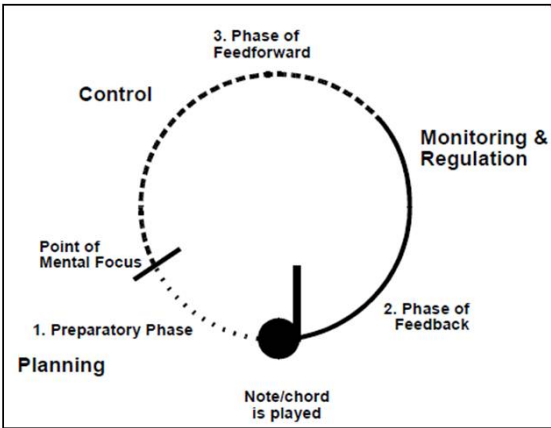 3. Phase of
Feedforward
Control
Monitoring &
Regulation
Point of
Mental Focus
2. Phase of
Feedback
1. Preparatory Phase
Planning
Note/chord
is played